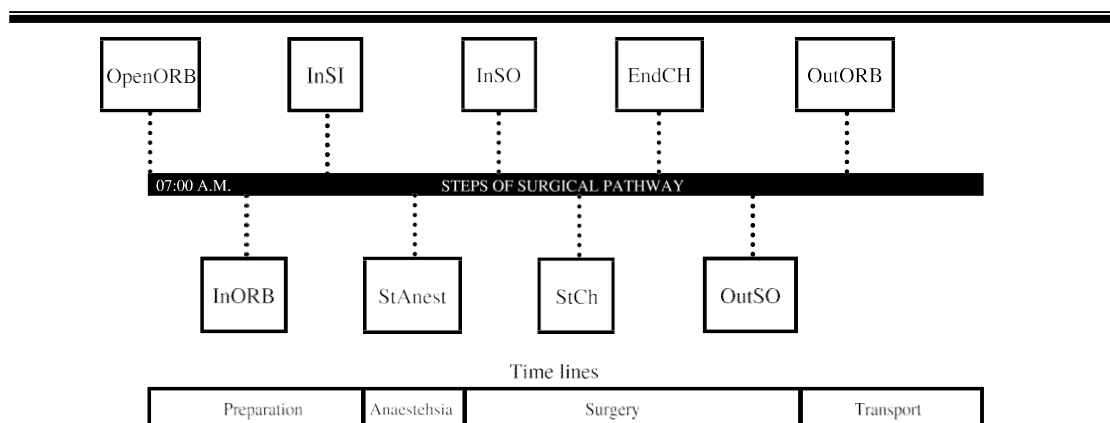 OpenORB InSI InSO EndCH OutORB
07:00 A.M. STEPS OF SURGICAL PATHWAY
InORB StAnest StCh OutSO
Time lines
Preparation Anaestehsia Surgery Transport